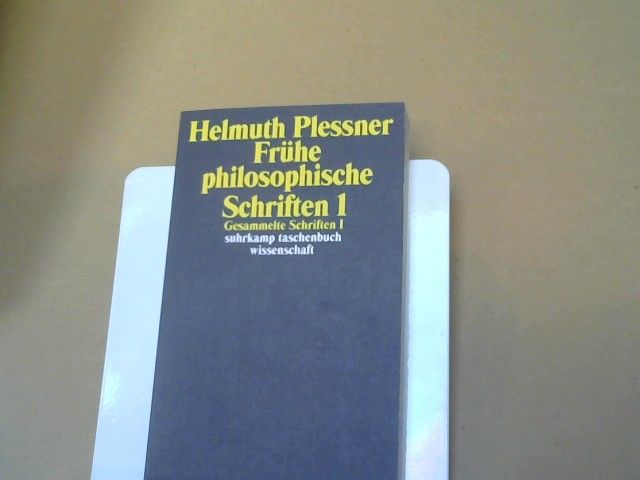 Helmuth Plessner
Frühe
philosophische
Schriften 1
Gesammelte Schriften I
suhrkamp taschenbuch
wissenschaft